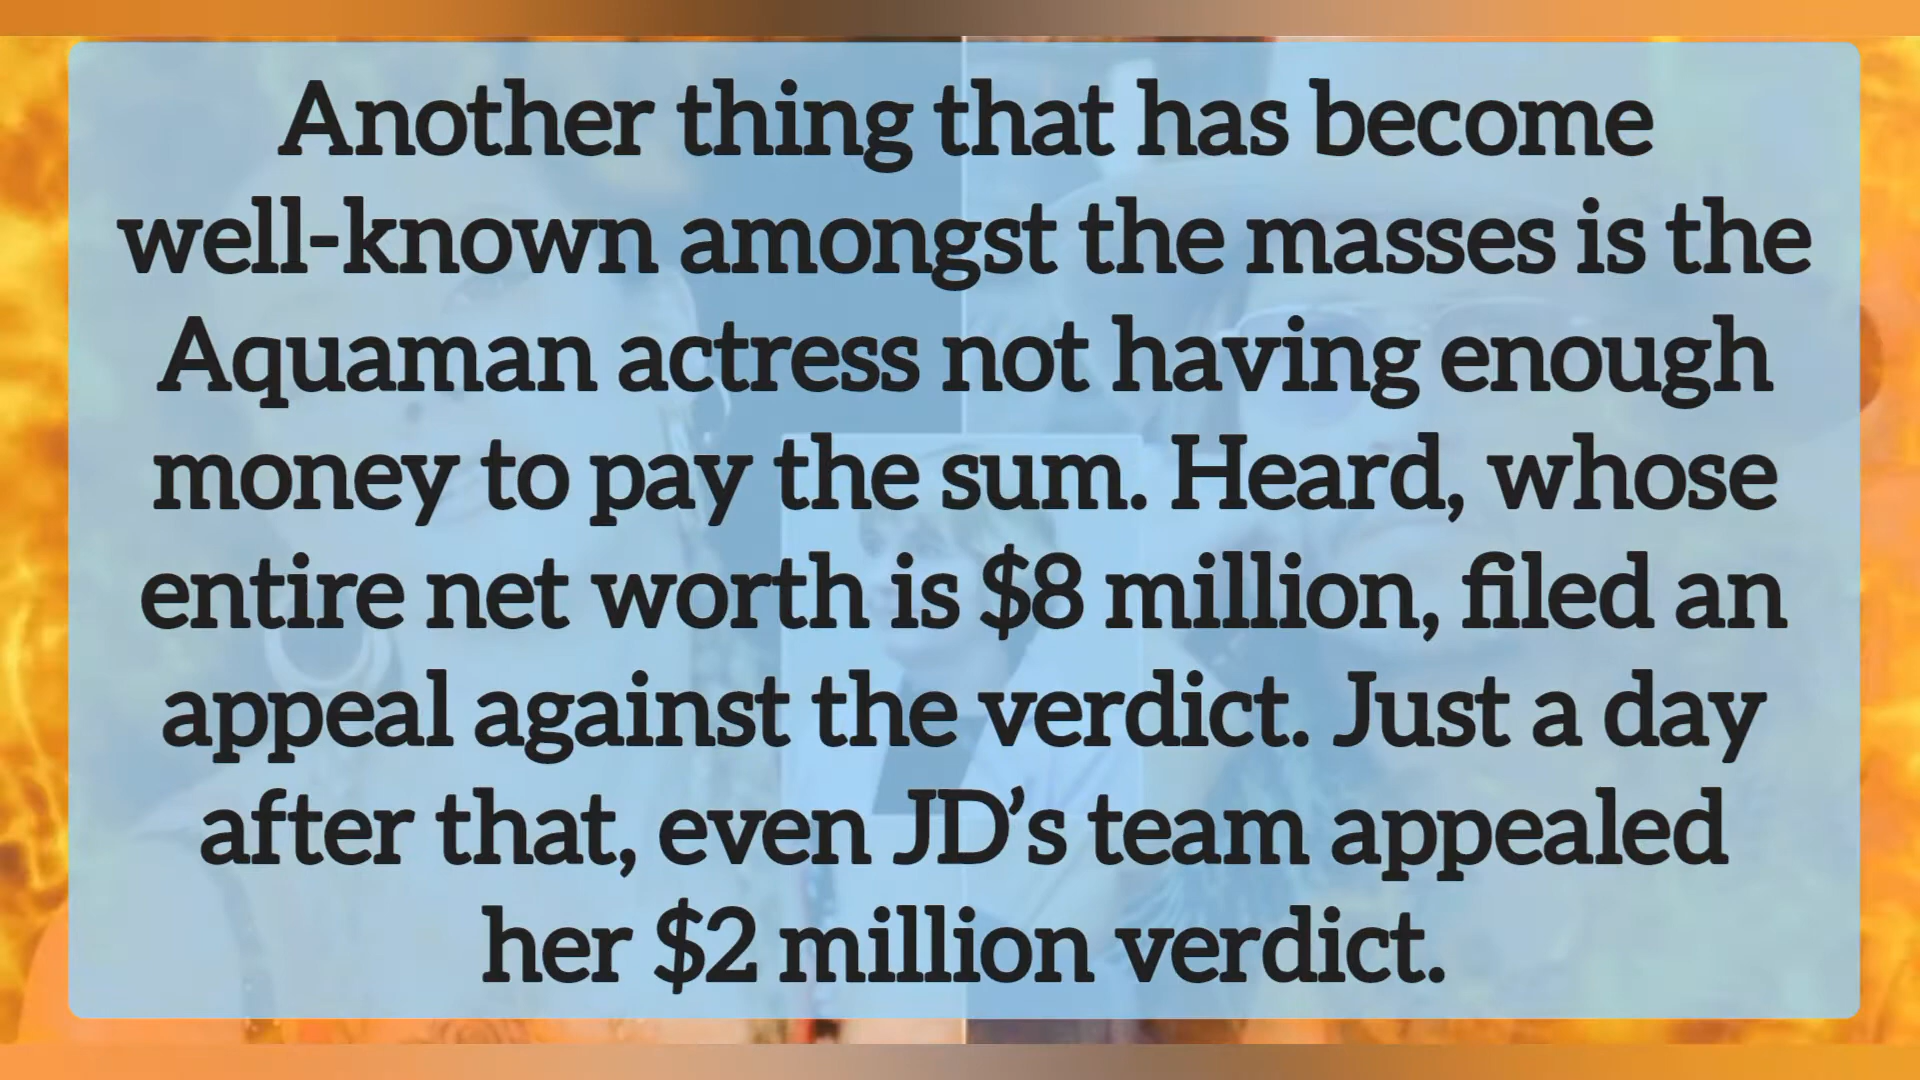 Another thing that has become
well-known amongst the masses is the
Aquaman actress not having enough
money to pay the sum. Heard, whose
entire net worth is $8 million, filed an
appeal against the verdict. Just a day
after that, even JD’s team appealed
her $2 million verdict.